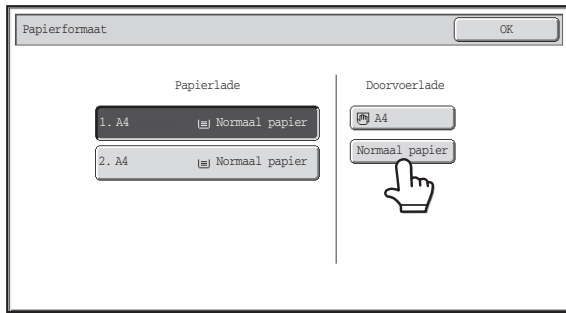 Papierformaat OK
Papierlade Doorvoerlade
1. A4 Normaal papier A4
Normaal papier
2. A4 Normaal papier